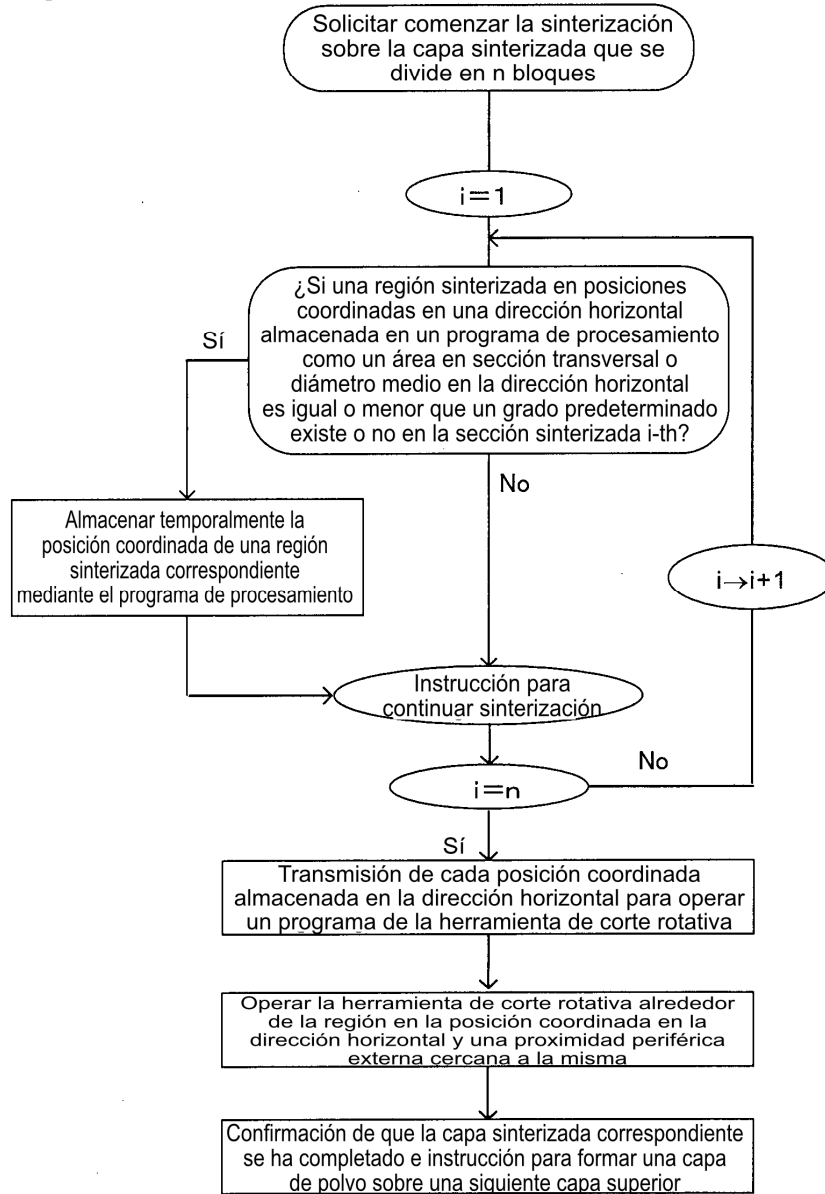 Solicitar comenzar la sinterización
sobre la capa sinterizada que se
divide en n bloques
i=1
¿Si una región sinterizada en posiciones
coordinadas en una dirección horizontal
almacenada en un programa de procesamiento
como un área en sección transversal o
diámetro medio en la dirección horizontal
es igual o menor que un grado predeterminado
existe o no en la sección sinterizada i-th?
Sí
No
Almacenar temporalmente la
posición coordinada de una región
sinterizada correspondiente
mediante el programa de procesamiento
i→i+1
Instrucción para
continuar sinterización
i=n
No
Sí
Transmisión de cada posición coordinada
almacenada en la dirección horizontal para operar
un programa de la herramienta de corte rotativa
Operar la herramienta de corte rotativa alrededor
de la región en la posición coordinada en la
dirección horizontal y una proximidad periférica
externa cercana a la misma
Confirmación de que la capa sinterizada correspondiente
se ha completado e instrucción para formar una capa
de polvo sobre una siguiente capa superior